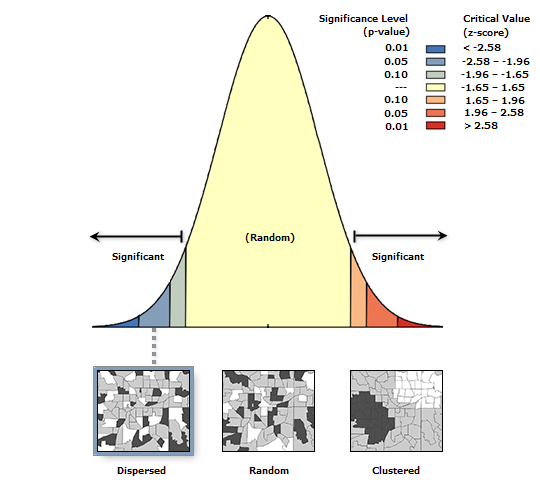 Significance Level Critical Value
(p-value) (z-score)
0.01 < -2.58
0.05 -2.58 – -1.96
0.10 -1.96 – -1.65
--- -1.65 – 1.65
0.10 1.65 – 1.96
0.05 1.96 – 2.58
0.01 > 2.58
(Random)
Significant Significant
Dispersed Random Clustered